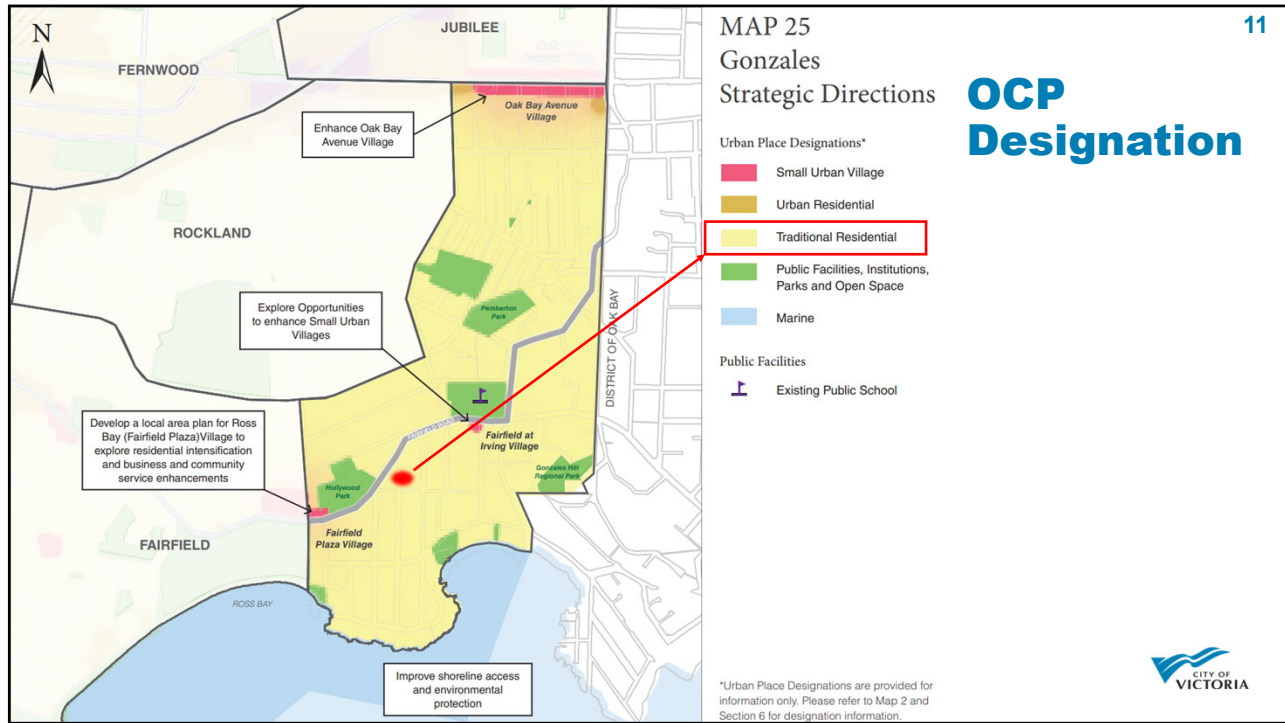 11
MAP 25
Gonzales
Strategic Directions
OCP
Designation
Urban Place Designations*
Small Urban Village
Urban Residential
Traditional Residential
Public Facilities, Institutions,
Parks and Open Space
Marine
Public Facilities
Existing Public School
*Urban Place Designations are provided for
information only. Please refer to Map 2 and
Section 6 for designation information.
CITY OF
VICTORIA
N
JUBILEE
FERNWOOD
Oak Bay Avenue
Village
Enhance Oak Bay
Avenue Village
ROCKLAND
Explore Opportunities
to enhance Small Urban
Villages
Pemberton
Park
DISTRICT OF OAK BAY
Develop a local area plan for Ross
Bay (Fairfield Plaza)Village to
explore residential intensification
and business and community
service enhancements
FAIRFIELD ROAD
Fairfield at
Irving Village
Gonzales Hill
Regional Park
Hollywood
Park
Fairfield
Plaza Village
FAIRFIELD
ROSS BAY
Improve shoreline access
and environmental
protection